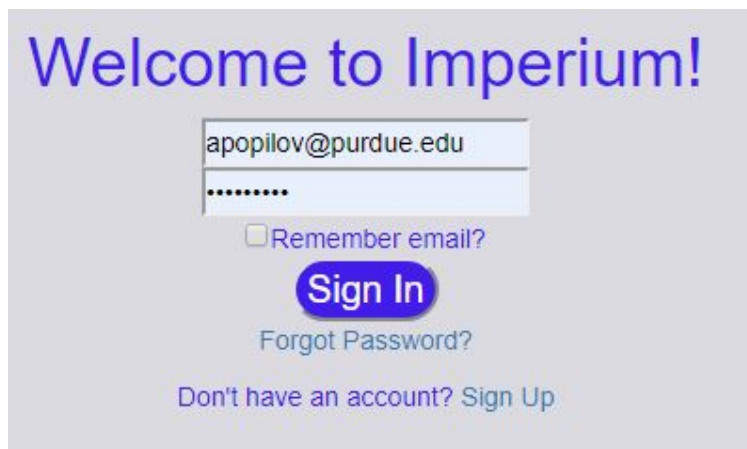 Welcome to Imperium!
apopilov@purdue.edu
•••••••••
Remember email?
Sign In
Forgot Password?
Don't have an account? Sign Up